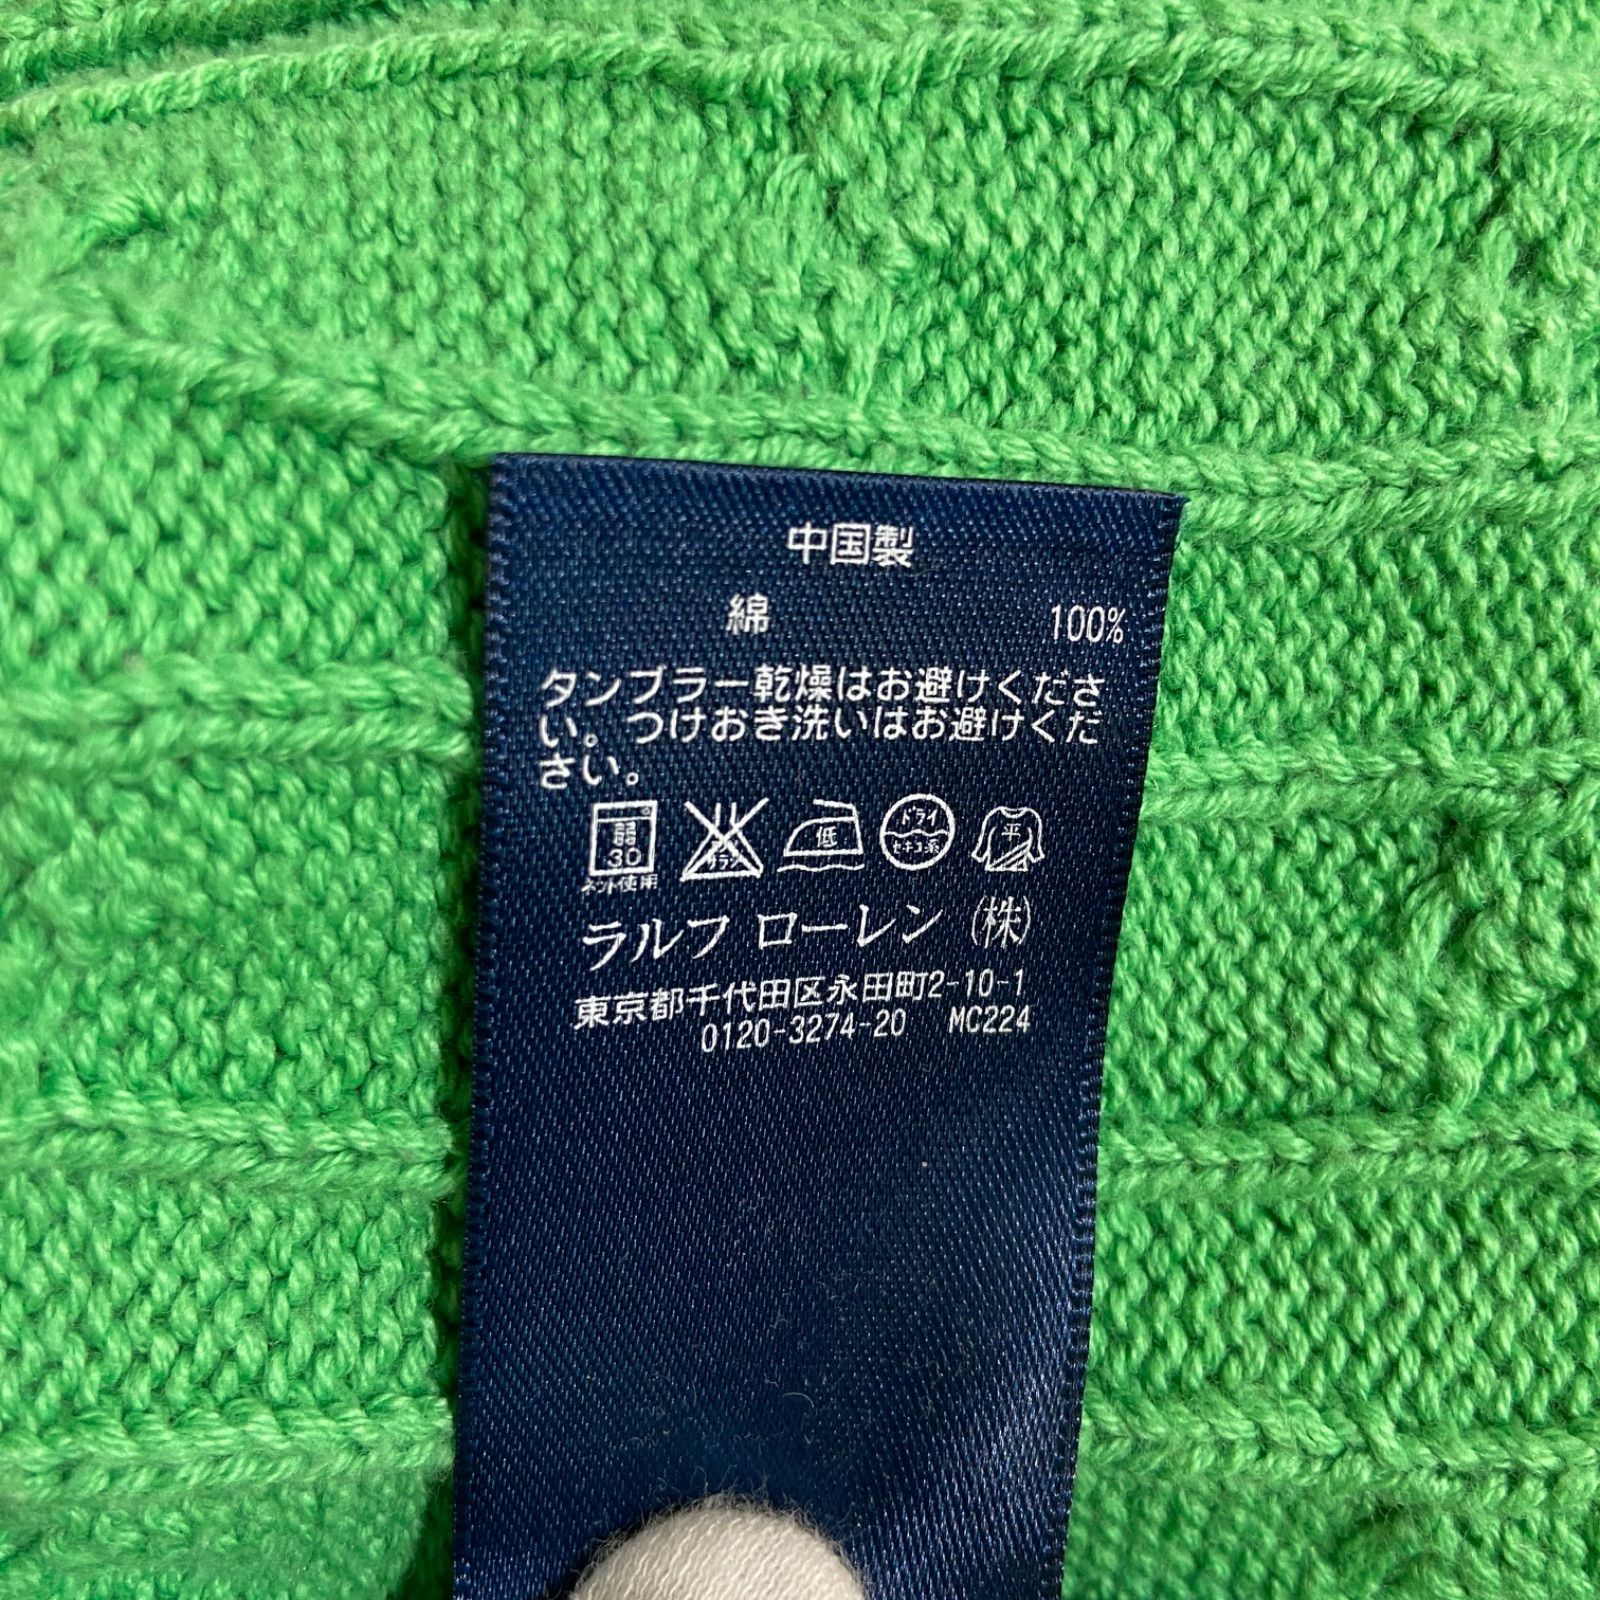 中国製
綿 100%
タンブラー乾燥はお避けくださ
い。つけおき洗いはお避けくだ
さい。
弱 30 ネット使用 低 ドライ セキユ系 平
ラルフ ローレン (株)
東京都千代田区永田町2-10-1
0120-3274-20 MC224